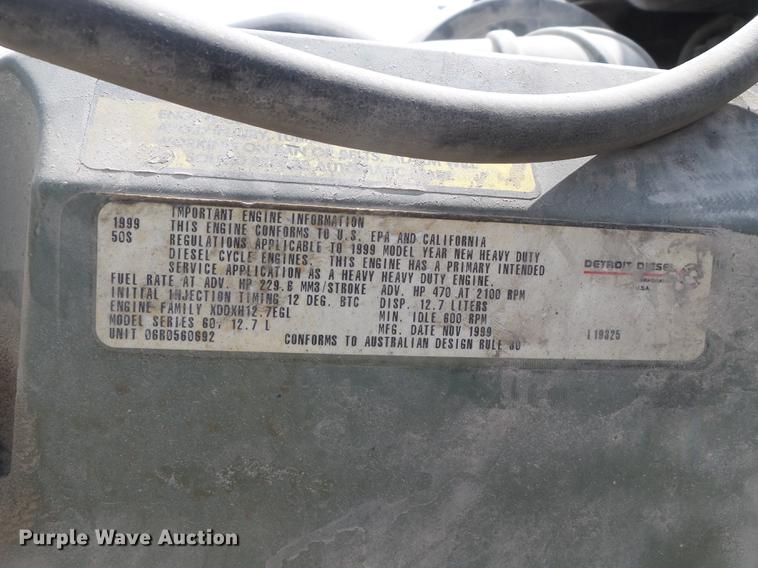 IMPORTANT ENGINE INFORMATION
1999 THIS ENGINE CONFORMS TO U.S. EPA AND CALIFORNIA
50S REGULATIONS APPLICABLE TO 1999 MODEL YEAR NEW HEAVY DUTY
DIESEL CYCLE ENGINES. THIS ENGINE HAS A PRIMARY INTENDED
SERVICE APPLICATION AS A HEAVY HEAVY DUTY ENGINE.
FUEL RATE AT ADV. HP 229.6 MM3/STROKE ADV. HP 470 AT 2100 RPM
INITIAL INJECTION TIMING 12 DEG. BTC DISP. 12.7 LITERS
ENGINE FAMILY XDDXH12.7EGL MIN. IDLE 600 RPM
MODEL SERIES 60, 12.7 L MFG. DATE NOV 1999
UNIT 06R0560692 CONFORMS TO AUSTRALIAN DESIGN RULE 30
DETROIT DIESEL
U.S.A.
Purple Wave Auction